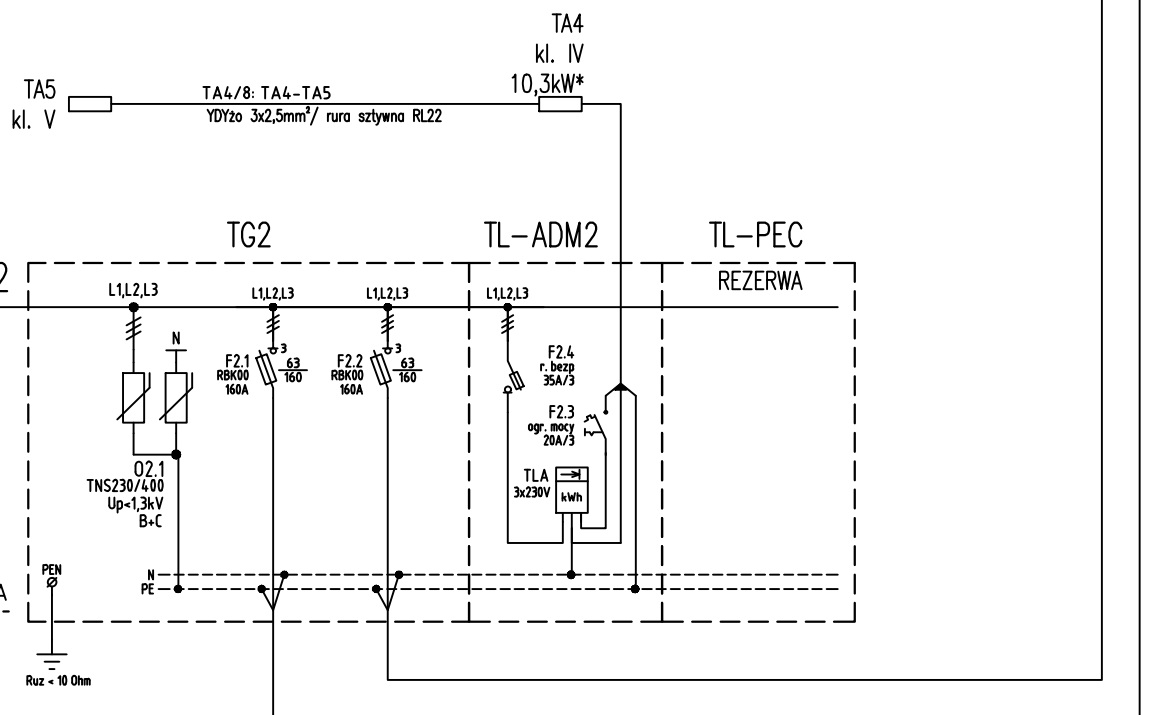 TA4
kl. IV
10,3kW*
TA5
kl. V
TA4/8: TA4-TA5
YDYżo 3x2,5mm²/ rura sztywna RL22
TG2
TL-ADM2
TL-PEC
REZERWA
2
L1,L2,L3
L1,L2,L3
L1,L2,L3
L1,L2,L3
N
3
F2.1
RBK00
160A
63
160
3
F2.2
RBK00
160A
63
160
F2.4
r. bezp
35A/3
F2.3
ogr. mocy
20A/3
TLA
3x230V
kWh
O2.1
TNS230/400
Up<1,3kV
B+C
PEN
N
PE
A
-
Ruz < 10 Ohm